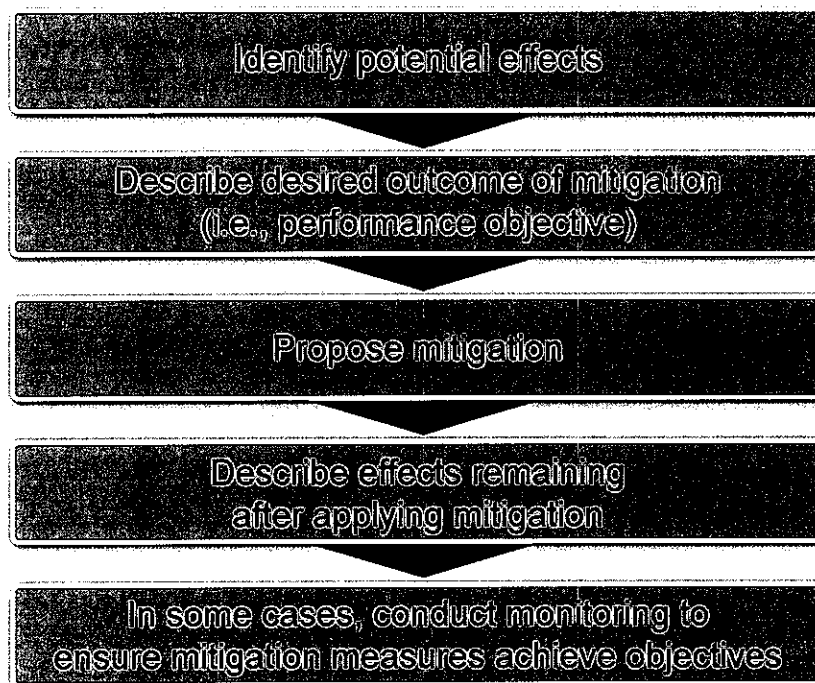 Identify potential effects
Describe desired outcome of mitigation
(i.e., performance objective)
Propose mitigation
Describe effects remaining
after applying mitigation
In some cases, conduct monitoring to
ensure mitigation measures achieve objectives